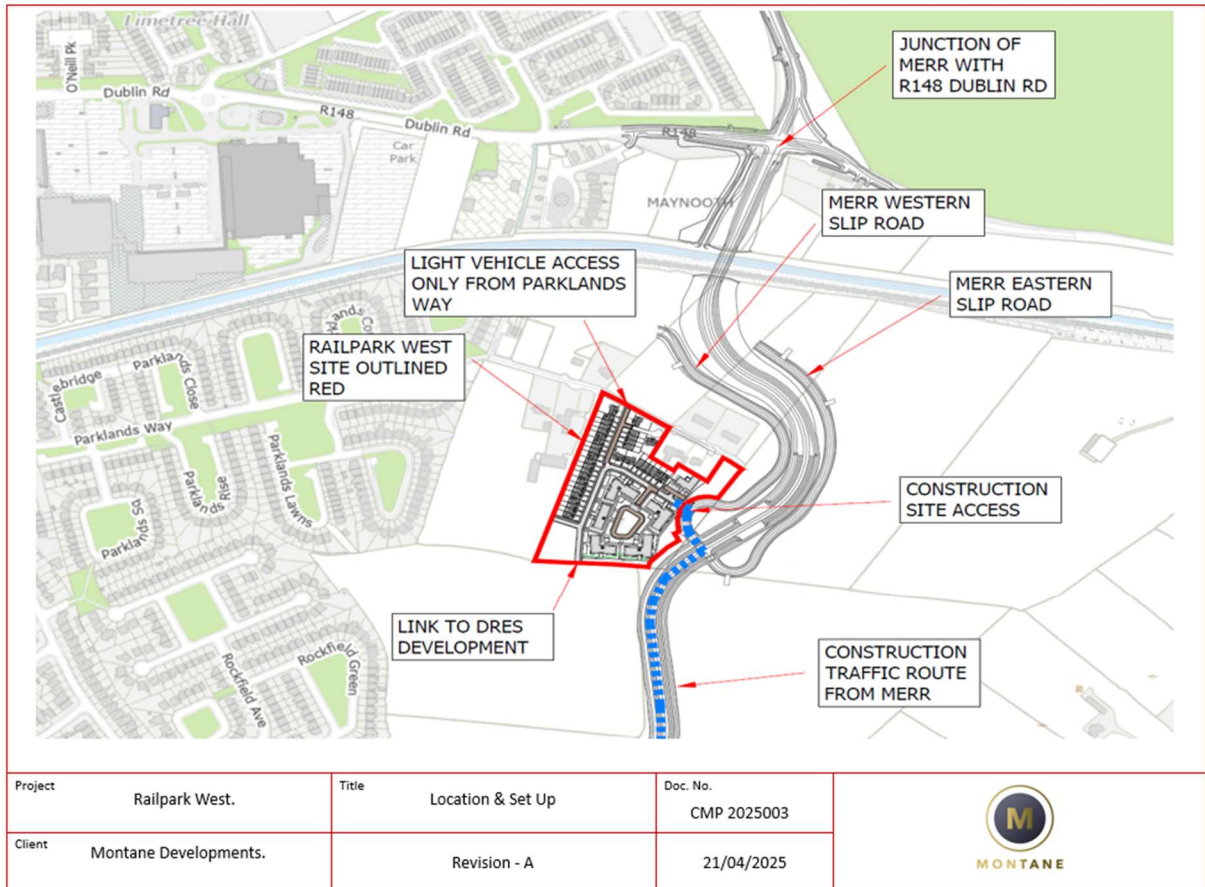 Limetree Hall
O'Neill Pk
Dublin Rd
R148
Dublin Rd
R148
Car
Park
MAYNOOTH
JUNCTION OF
MERR WITH
R148 DUBLIN RD
MERR WESTERN
SLIP ROAD
LIGHT VEHICLE ACCESS
ONLY FROM PARKLANDS
WAY
MERR EASTERN
SLIP ROAD
RAILPARK WEST
SITE OUTLINED
RED
Castlebridge
Parklands Close
Parklands Way
Parklands Rise
Parklands Lawns
Parklands Sq
CONSTRUCTION
SITE ACCESS
LINK TO DRES
DEVELOPMENT
Rockfield Green
Rockfield Ave
CONSTRUCTION
TRAFFIC ROUTE
FROM MERR
Project
Railpark West.
Title
Location & Set Up
Doc. No.
CMP 2025003
Client
Montane Developments.
Revision - A
21/04/2025
M
MONTANE